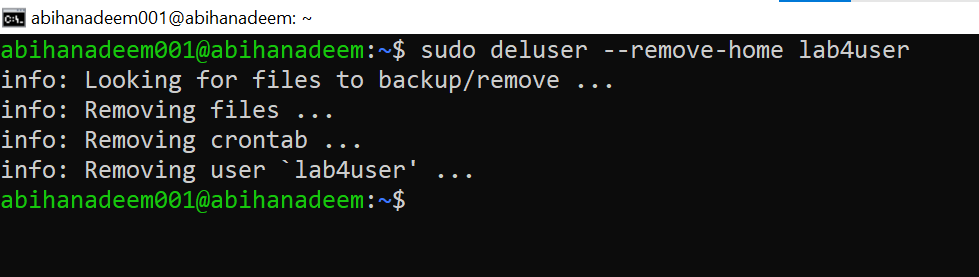 abihanadeem001@abihanadeem: ~
abihanadeem001@abihanadeem:~$ sudo deluser --remove-home lab4user
info: Looking for files to backup/remove ...
info: Removing files ...
info: Removing crontab ...
info: Removing user `lab4user' ...
abihanadeem001@abihanadeem:~$